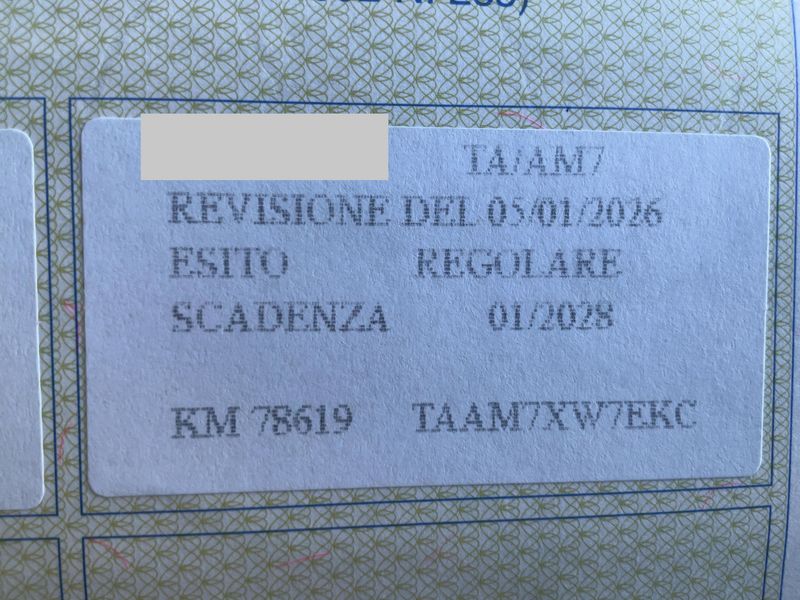 TA/AM7
REVISIONE DEL 05/01/2026
ESITO REGOLARE
SCADENZA 01/2028
KM 78619 TAAM7XW7EKC